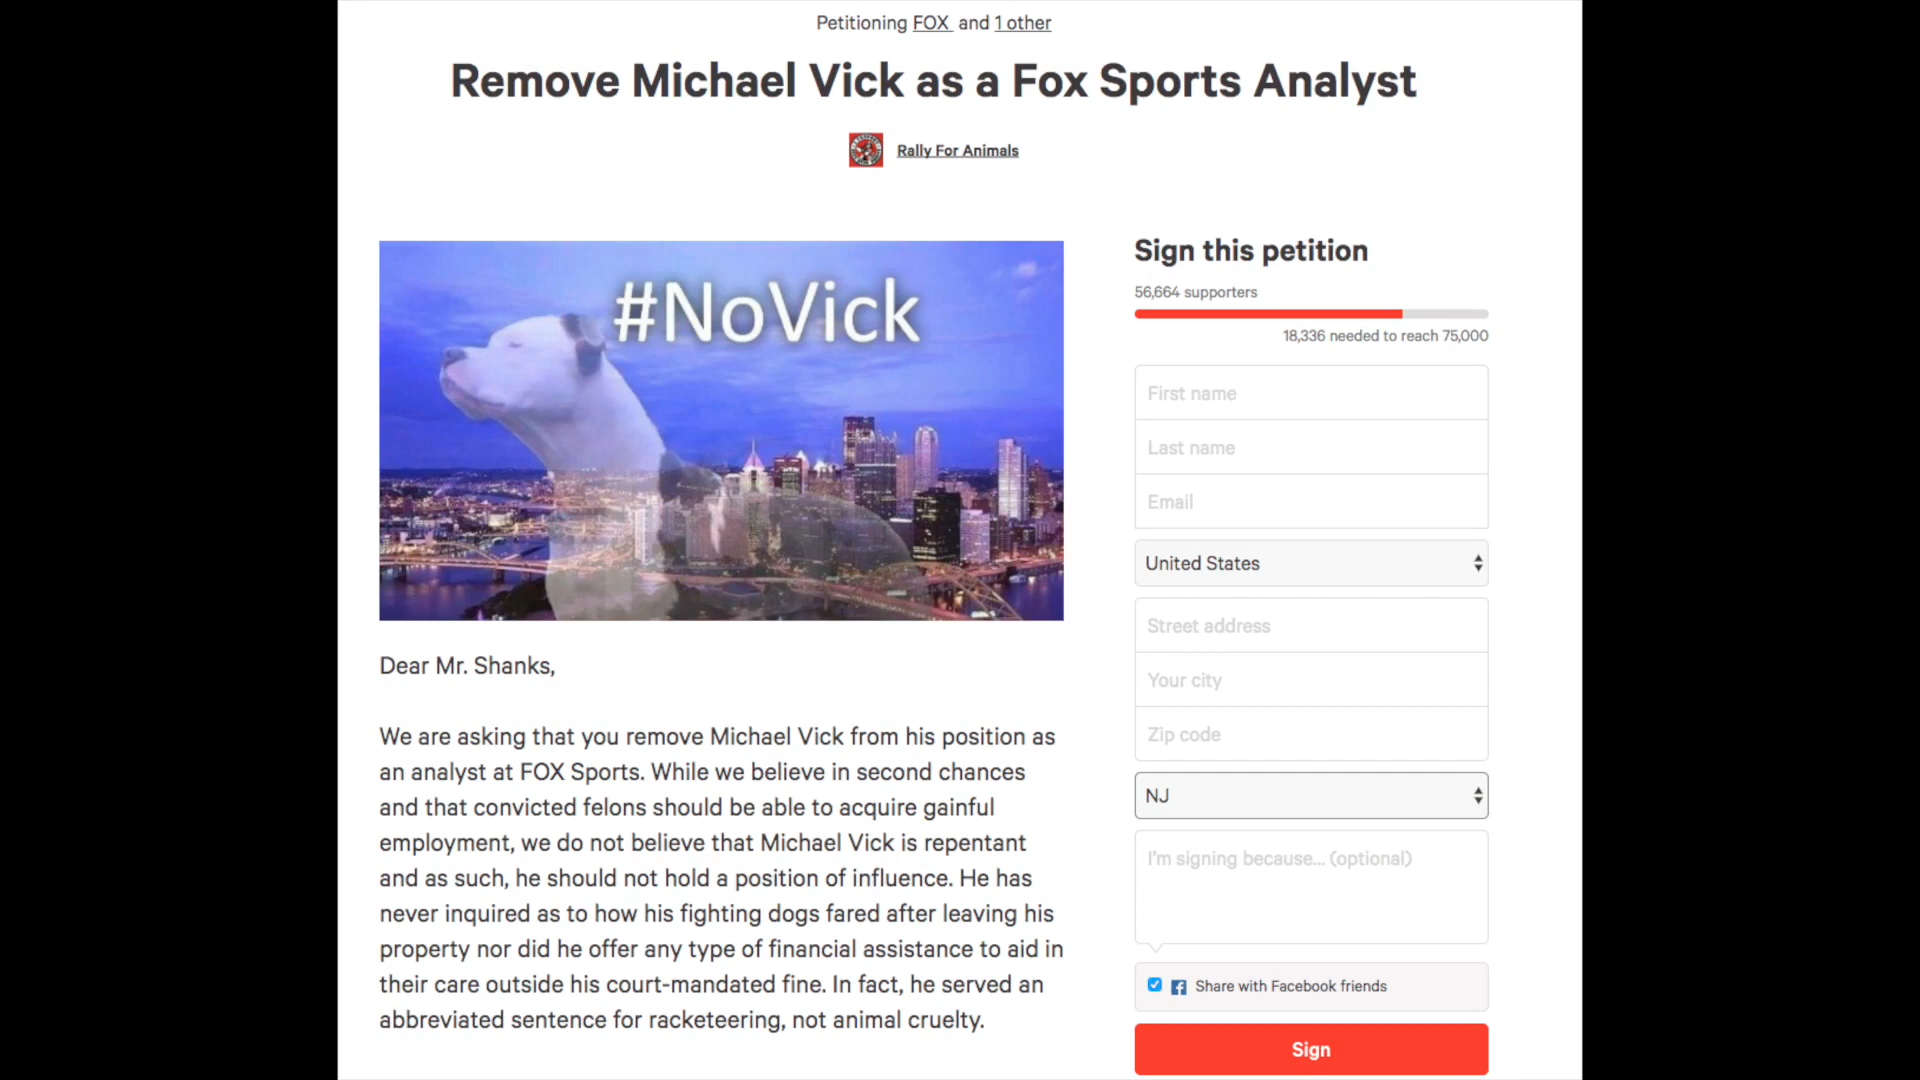 Petitioning FOX and 1 other
Remove Michael Vick as a Fox Sports Analyst
Rally For Animals
#NoVick
Dear Mr. Shanks,
We are asking that you remove Michael Vick from his position as
an analyst at FOX Sports. While we believe in second chances
and that convicted felons should be able to acquire gainful
employment, we do not believe that Michael Vick is repentant
and as such, he should not hold a position of influence. He has
never inquired as to how his fighting dogs fared after leaving his
property nor did he offer any type of financial assistance to aid in
their care outside his court-mandated fine. In fact, he served an
abbreviated sentence for racketeering, not animal cruelty.
Sign this petition
56,664 supporters
18,336 needed to reach 75,000
First name
Last name
Email
United States
Street address
Your city
Zip code
NJ
I'm signing because... (optional)
Share with Facebook friends
Sign